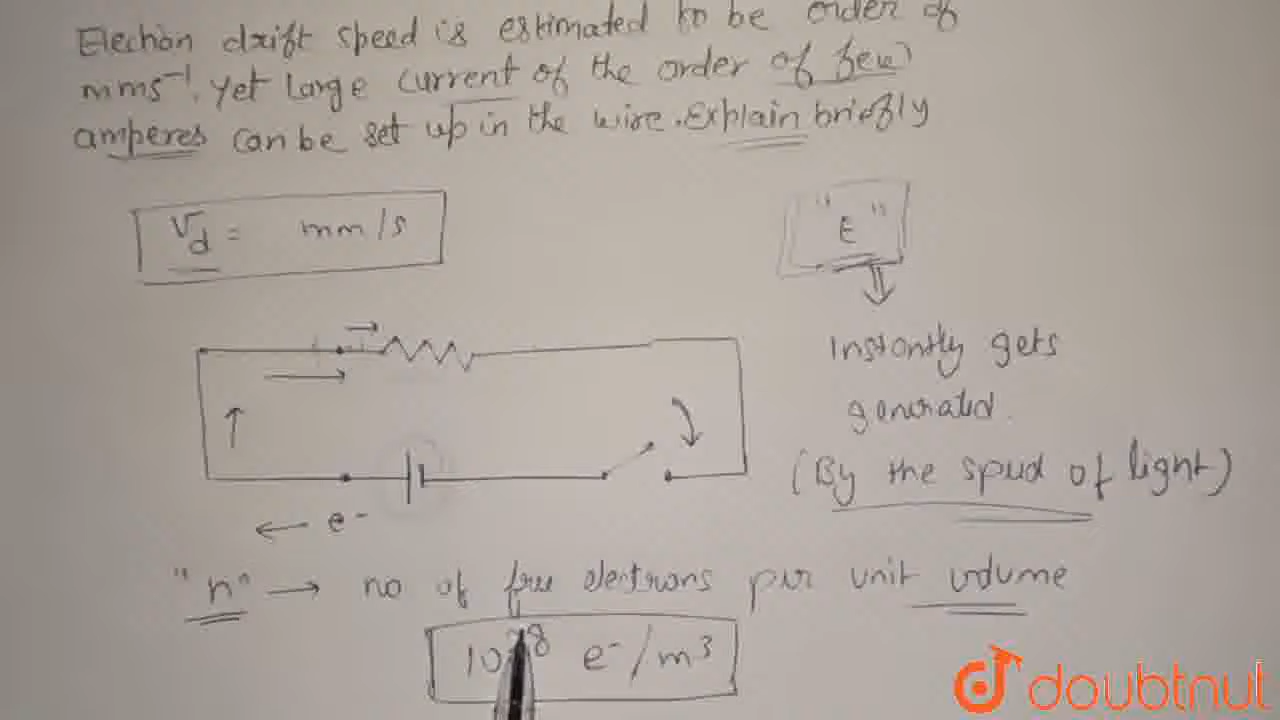 Electron drift speed is estimated to be order of
mms⁻¹. Yet large current of the order of few
amperes can be set up in the wire. Explain briefly
Vd = mm/s
"E"
Instantly gets
generated.
(By the speed of light)
e⁻
"n" → no of free electrons per unit volume
e⁻/m³
doubtnut